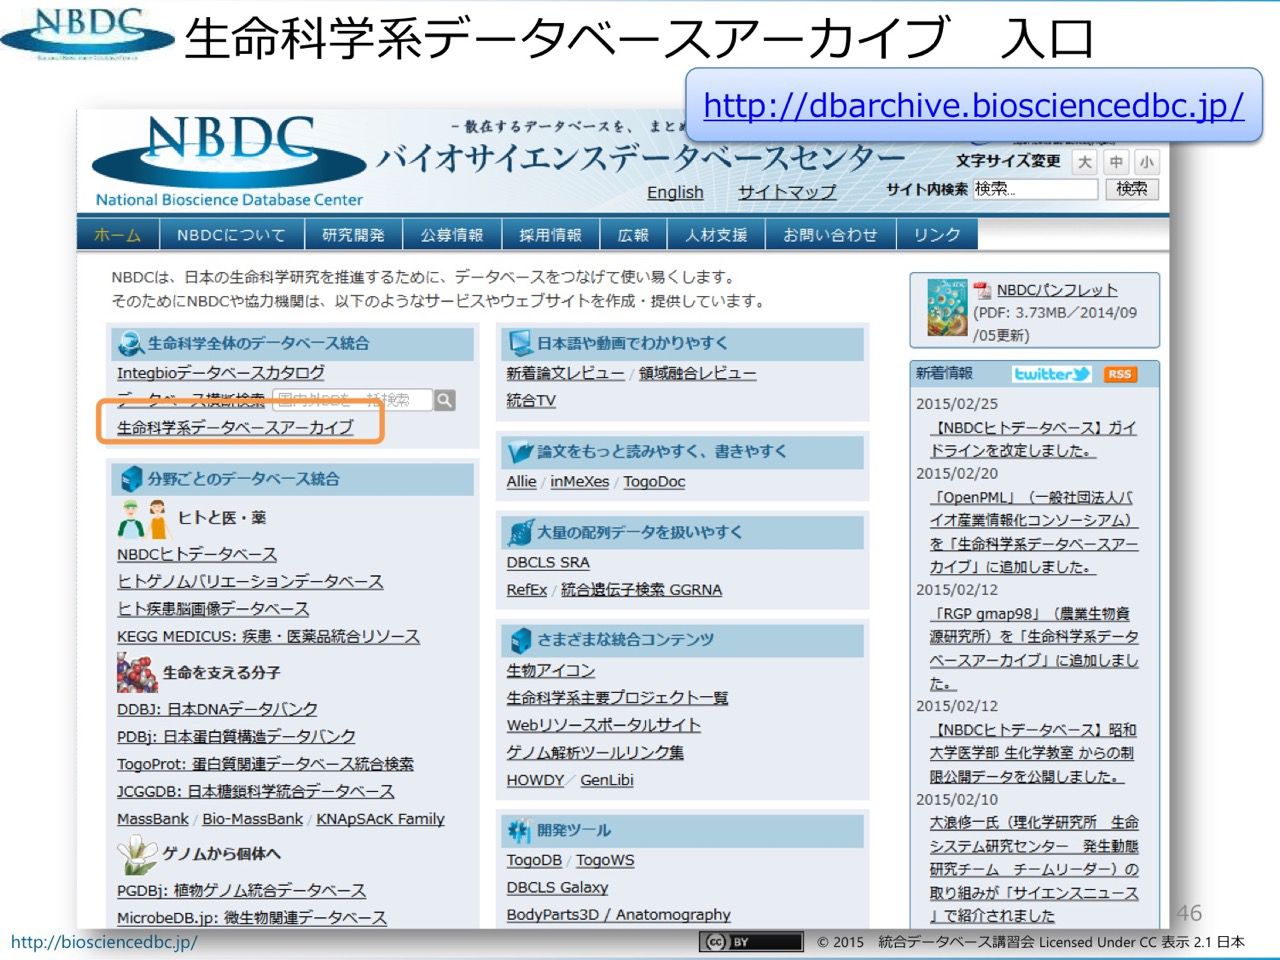 NBDC
生命科学系データベースアーカイブ　入口
http://dbarchive.biosciencedbc.jp/
NBDC
National Bioscience Database Center
－散在するデータベースを、まとめ
バイオサイエンスデータベースセンター
English サイトマップ
文字サイズ変更 大 中 小
サイト内検索 検索... 検索
ホーム NBDCについて 研究開発 公募情報 採用情報 広報 人材支援 お問い合わせ リンク
NBDCは、日本の生命科学研究を推進するために、データベースをつなげて使い易くします。
そのためにNBDCや協力機関は、以下のようなサービスやウェブサイトを作成・提供しています。
生命科学全体のデータベース統合
Integbioデータベースカタログ
データベース横断検索
生命科学系データベースアーカイブ
分野ごとのデータベース統合
ヒトと医・薬
NBDCヒトデータベース
ヒトゲノムバリエーションデータベース
ヒト疾患脳画像データベース
KEGG MEDICUS: 疾患・医薬品統合リソース
生命を支える分子
DDBJ: 日本DNAデータバンク
PDBj: 日本蛋白質構造データバンク
TogoProt: 蛋白質関連データベース統合検索
JCGGDB: 日本糖鎖科学統合データベース
MassBank / Bio-MassBank / KNApSAcK Family
ゲノムから個体へ
PGDBj: 植物ゲノム統合データベース
MicrobeDB.jp: 微生物関連データベース
日本語や動画でわかりやすく
新着論文レビュー / 領域融合レビュー
統合TV
論文をもっと読みやすく、書きやすく
Allie / inMeXes / TogoDoc
大量の配列データを扱いやすく
DBCLS SRA
RefEx / 統合遺伝子検索 GGRNA
さまざまな統合コンテンツ
生物アイコン
生命科学系主要プロジェクト一覧
Webリソースポータルサイト
ゲノム解析ツールリンク集
HOWDY／ GenLibi
開発ツール
TogoDB / TogoWS
DBCLS Galaxy
BodyParts3D / Anatomography
NBDCパンフレット
(PDF: 3.73MB／2014/09
/05更新)
新着情報 twitter RSS
2015/02/25
【NBDCヒトデータベース】ガイ
ドラインを改定しました。
2015/02/20
「OpenPML」（一般社団法人バ
イオ産業情報化コンソーシアム）
を「生命科学系データベースアー
カイブ」に追加しました。
2015/02/12
「RGP gmap98」（農業生物資
源研究所）を「生命科学系データ
ベースアーカイブ」に追加しまし
た。
2015/02/12
【NBDCヒトデータベース】昭和
大学医学部 生化学教室 からの制
限公開データを公開しました。
2015/02/10
大浪修一氏（理化学研究所　生命
システム研究センター　発生動態
研究チーム　チームリーダー）の
取り組みが「サイエンスニュース
」で紹介されました
46
http://biosciencedbc.jp/
cc BY
© 2015　統合データベース講習会 Licensed Under CC 表示 2.1 日本